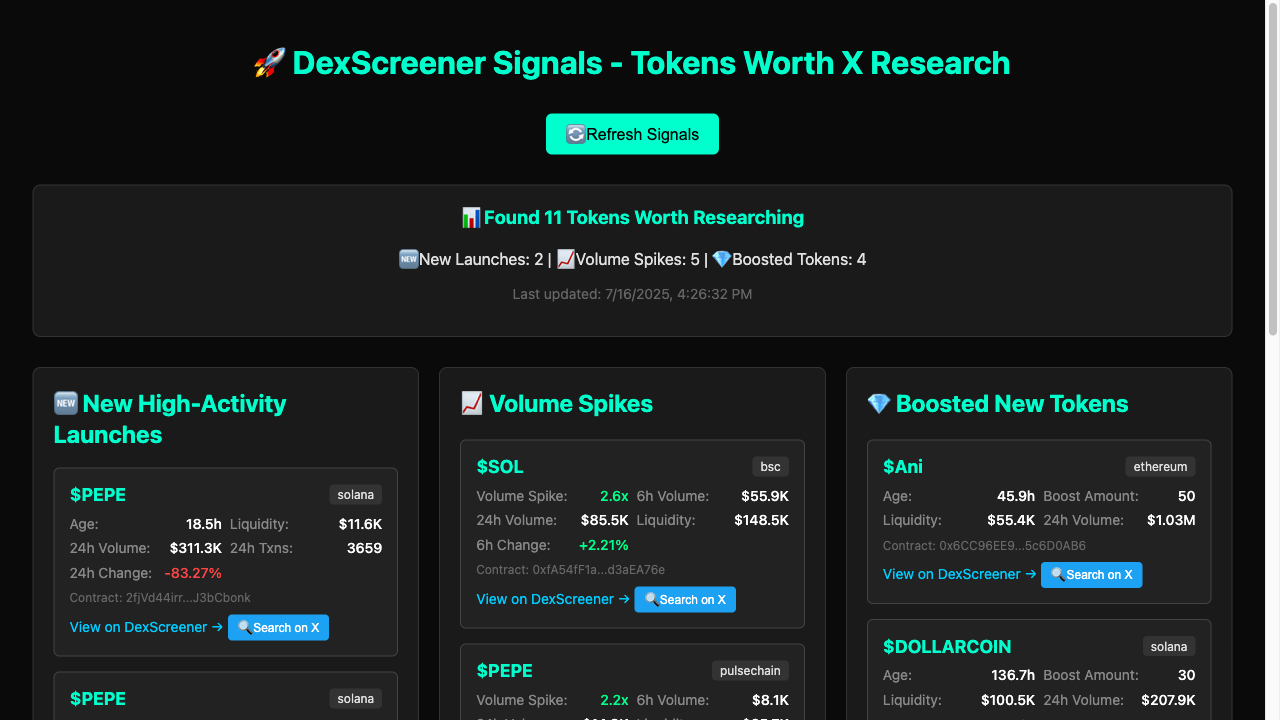 🚀 DexScreener Signals - Tokens Worth X Research
🔄Refresh Signals
📊Found 11 Tokens Worth Researching
🆕New Launches: 2 | 📈Volume Spikes: 5 | 💎Boosted Tokens: 4
Last updated: 7/16/2025, 4:26:32 PM
🆕 New High-Activity
Launches
$PEPE solana
Age: 18.5h Liquidity: $11.6K
24h Volume: $311.3K 24h Txns: 3659
24h Change: -83.27%
Contract: 2fjVd44irr...J3bCbonk
View on DexScreener → 🔍Search on X
$PEPE solana
📈 Volume Spikes
$SOL bsc
Volume Spike: 2.6x 6h Volume: $55.9K
24h Volume: $85.5K Liquidity: $148.5K
6h Change: +2.21%
Contract: 0xfA54fF1a...d3aEA76e
View on DexScreener → 🔍Search on X
$PEPE pulsechain
Volume Spike: 2.2x 6h Volume: $8.1K
💎 Boosted New Tokens
$Ani ethereum
Age: 45.9h Boost Amount: 50
Liquidity: $55.4K 24h Volume: $1.03M
Contract: 0x6CC96EE9...5c6D0AB6
View on DexScreener → 🔍Search on X
$DOLLARCOIN solana
Age: 136.7h Boost Amount: 30
Liquidity: $100.5K 24h Volume: $207.9K